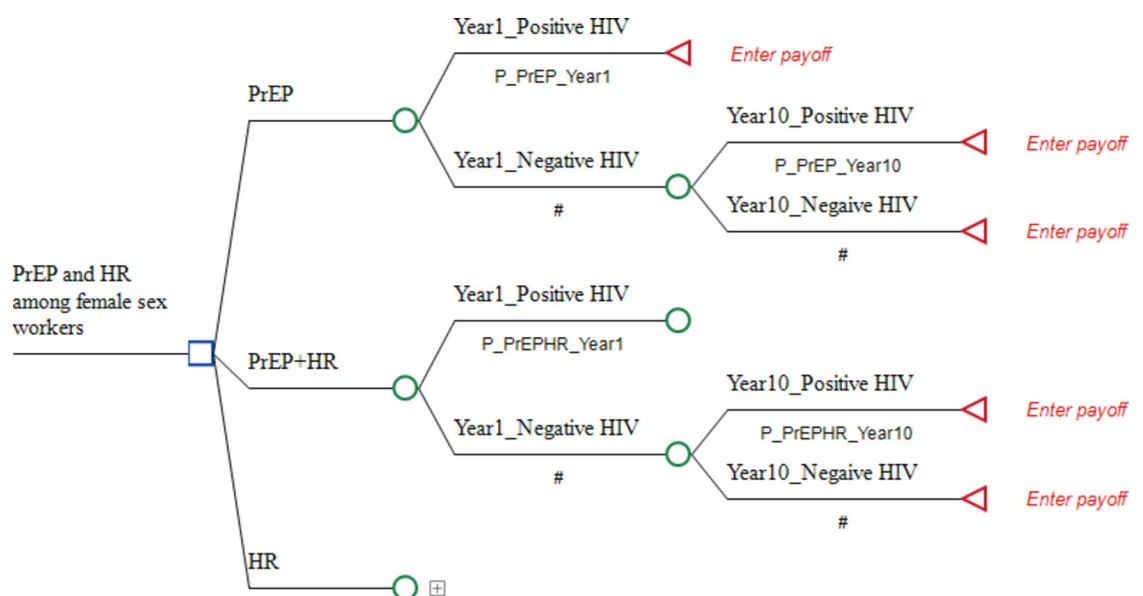 Year1_Positive HIV
Enter payoff
P_PrEP_Year1
PrEP
Year10_Positive HIV
Enter payoff
Year1_Negative HIV
P_PrEP_Year10
#
Year10_Negaive HIV
Enter payoff
#
PrEP and HR
among female sex
workers
Year1_Positive HIV
P_PrEPHR_Year1
PrEP+HR
Year10_Positive HIV
Enter payoff
Year1_Negative HIV
P_PrEPHR_Year10
#
Year10_Negaive HIV
Enter payoff
#
HR